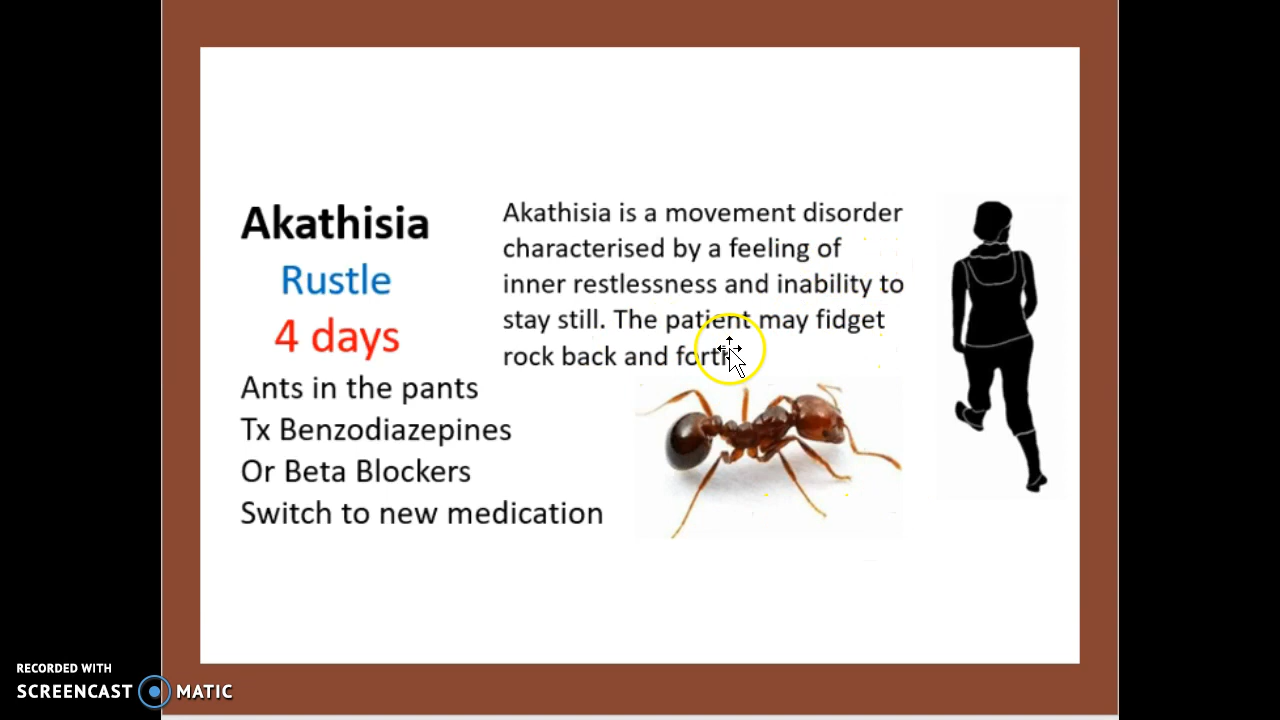 Akathisia
Rustle
4 days
Ants in the pants
Tx Benzodiazepines
Or Beta Blockers
Switch to new medication
Akathisia is a movement disorder
characterised by a feeling of
inner restlessness and inability to
stay still. The patient may fidget
rock back and forth
RECORDED WITH
SCREENCAST MATIC